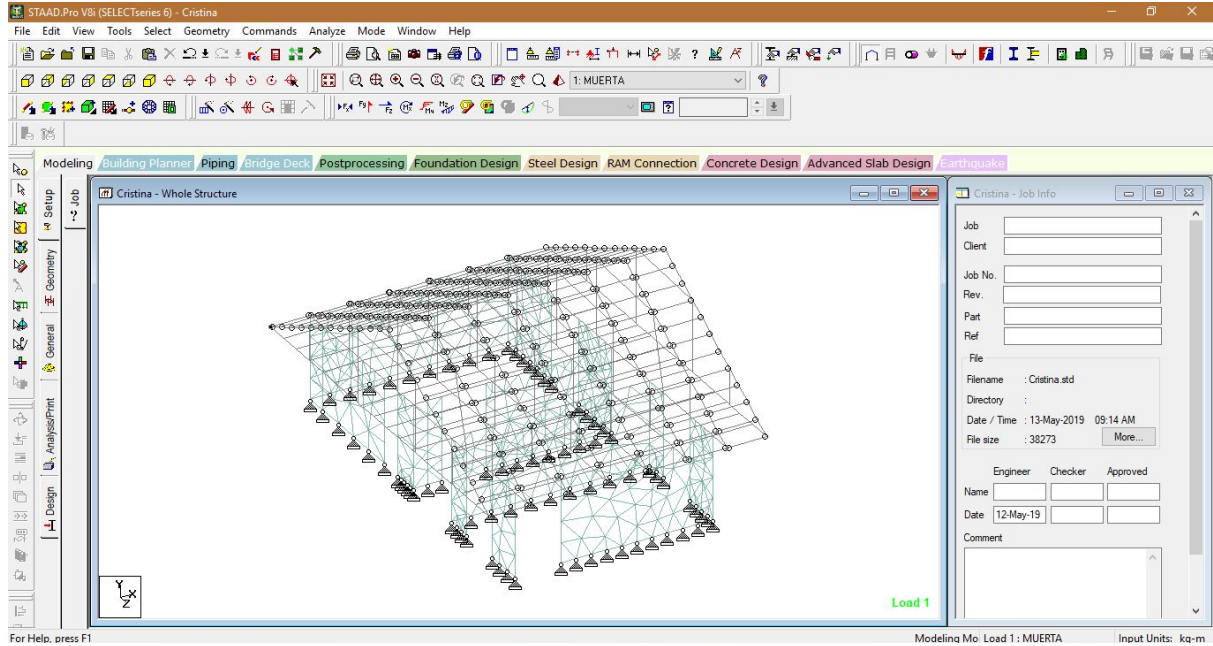 STAAD.Pro V8i (SELECTseries 6) - Cristina
File Edit View Tools Select Geometry Commands Analyze Mode Window Help
1: MUERTA
Modeling Building Planner Piping Bridge Deck Postprocessing Foundation Design Steel Design RAM Connection Concrete Design Advanced Slab Design Earthquake
Setup
Geometry
General
Analysis/Print
Design
Job
Cristina - Whole Structure
Y
X
Z
Load 1
Cristina - Job Info
Job
Client
Job No.
Rev.
Part
Ref
File
Filename : Cristina.std
Directory :
Date / Time : 13-May-2019 09:14 AM
File size : 38273 More...
Engineer Checker Approved
Name
Date 12-May-19
Comment
For Help, press F1
Modeling Mo Load 1 : MUERTA Input Units: kg-m